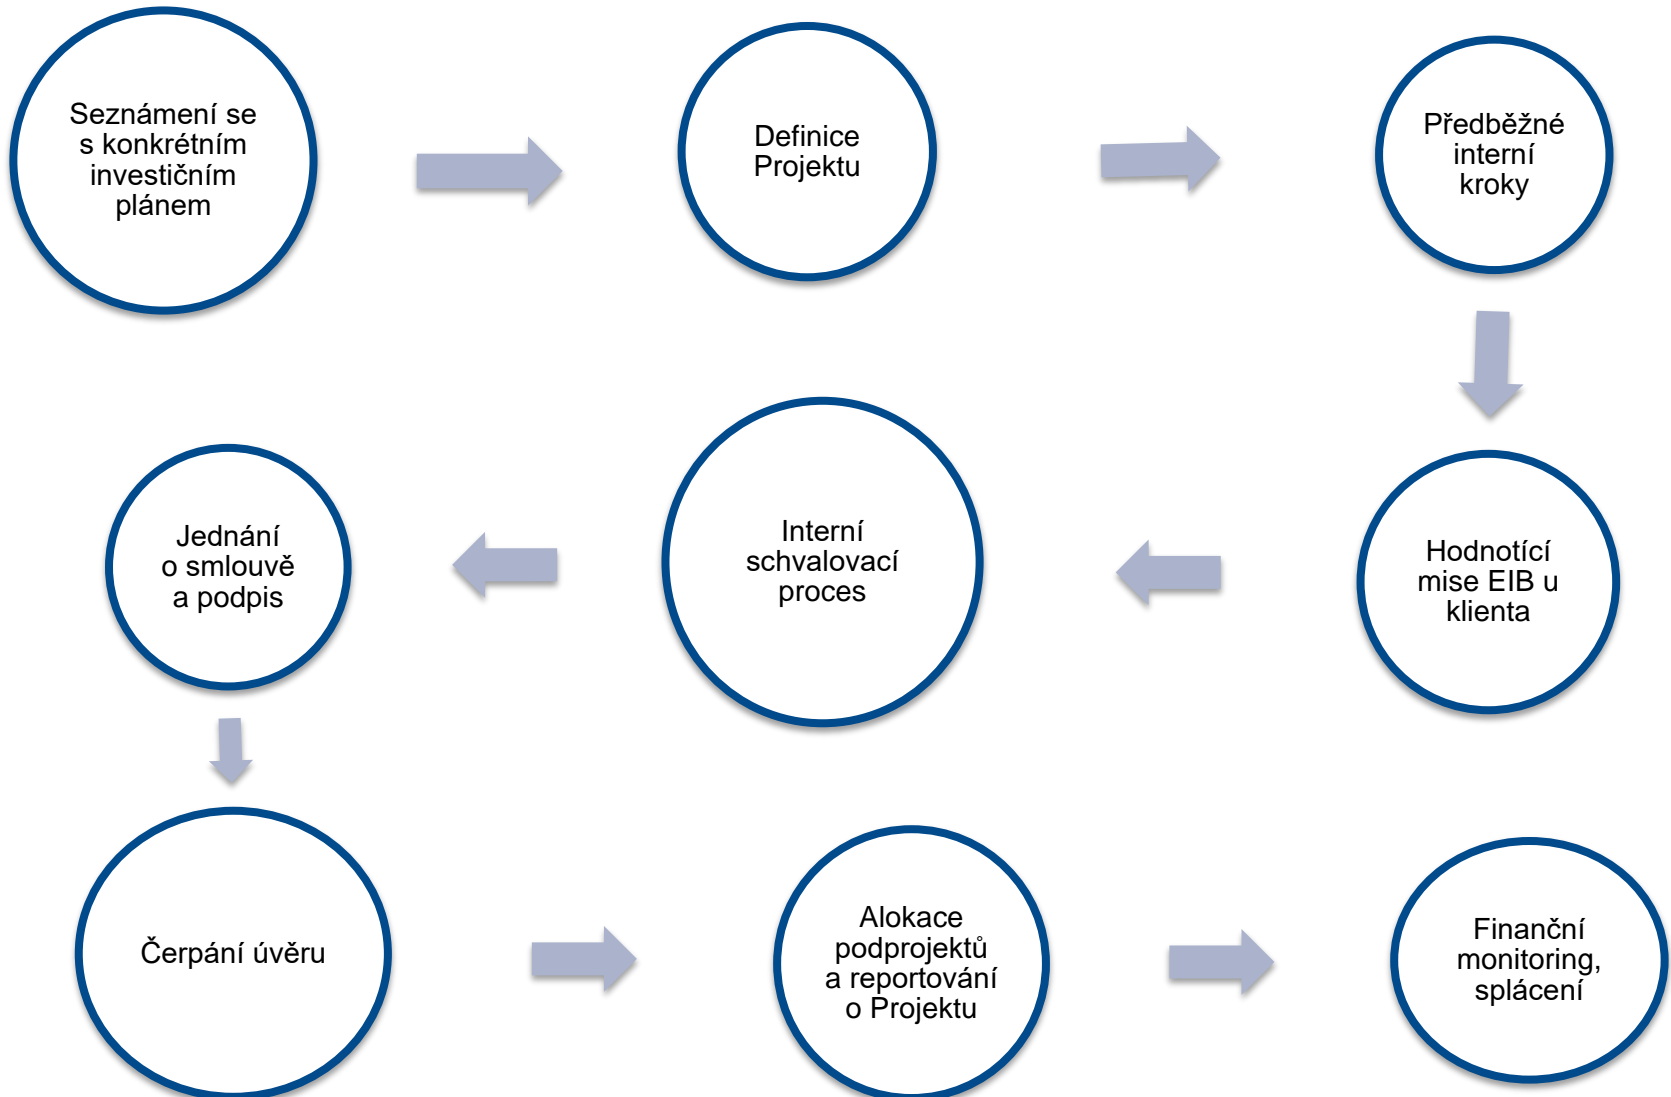 Seznámení se
s konkrétním
investičním
plánem
Definice
Projektu
Předběžné
interní
kroky
Hodnotící
mise EIB u
klienta
Interní
schvalovací
proces
Jednání
o smlouvě
a podpis
Čerpání úvěru
Alokace
podprojektů
a reportování
o Projektu
Finanční
monitoring,
splácení